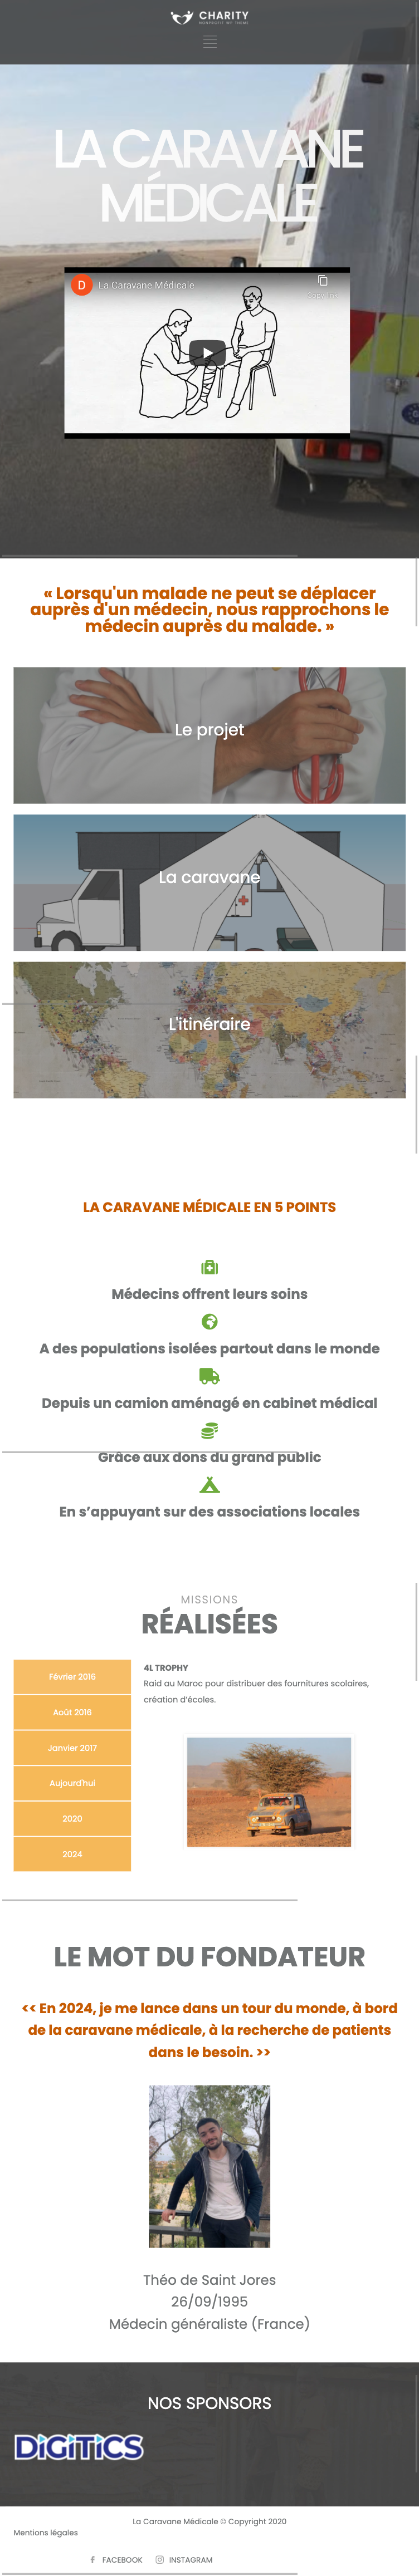 CHARITY
NONPROFIT WP THEME
LA CARAVANE
MÉDICALE
D
La Caravane Médicale
« Lorsqu'un malade ne peut se déplacer
auprès d'un médecin, nous rapprochons le
médecin auprès du malade. »
Le projet
La caravane
L'itinéraire
LA CARAVANE MÉDICALE EN 5 POINTS
Médecins offrent leurs soins
A des populations isolées partout dans le monde
Depuis un camion aménagé en cabinet médical
Grâce aux dons du grand public
En s’appuyant sur des associations locales
MISSIONS
RÉALISÉES
Février 2016
Août 2016
Janvier 2017
Aujourd'hui
2020
2024
4L TROPHY
Raid au Maroc pour distribuer des fournitures scolaires,
création d’écoles.
LE MOT DU FONDATEUR
<< En 2024, je me lance dans un tour du monde, à bord
de la caravane médicale, à la recherche de patients
dans le besoin. >>
Théo de Saint Jores
26/09/1995
Médecin généraliste (France)
NOS SPONSORS
DIGITICS
La Caravane Médicale © Copyright 2020
Mentions légales
FACEBOOK
INSTAGRAM